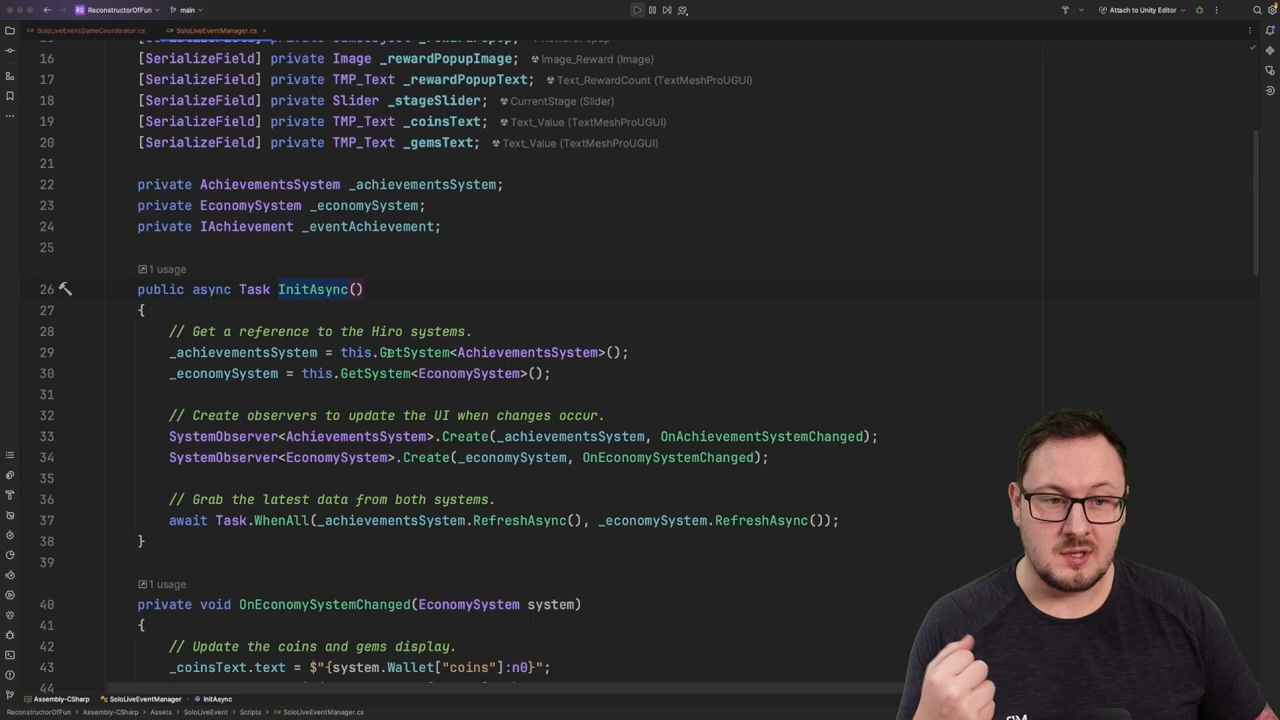 RO ReconstructorOfFun main Attach to Unity Editor
SoloLiveEventGameCoordinator.cs SoloLiveEventManager.cs
16 [SerializeField] private Image _rewardPopupImage; Image_Reward (Image)
17 [SerializeField] private TMP_Text _rewardPopupText; Text_RewardCount (TextMeshProUGUI)
18 [SerializeField] private Slider _stageSlider; CurrentStage (Slider)
19 [SerializeField] private TMP_Text _coinsText; Text_Value (TextMeshProUGUI)
20 [SerializeField] private TMP_Text _gemsText; Text_Value (TextMeshProUGUI)
21
22 private AchievementsSystem _achievementsSystem;
23 private EconomySystem _economySystem;
24 private IAchievement _eventAchievement;
25
1 usage
26 public async Task InitAsync()
27 {
28 // Get a reference to the Hiro systems.
29 _achievementsSystem = this.GetSystem<AchievementsSystem>();
30 _economySystem = this.GetSystem<EconomySystem>();
31
32 // Create observers to update the UI when changes occur.
33 SystemObserver<AchievementsSystem>.Create(_achievementsSystem, OnAchievementSystemChanged);
34 SystemObserver<EconomySystem>.Create(_economySystem, OnEconomySystemChanged);
35
36 // Grab the latest data from both systems.
37 await Task.WhenAll(_achievementsSystem.RefreshAsync(), _economySystem.RefreshAsync());
38 }
39
1 usage
40 private void OnEconomySystemChanged(EconomySystem system)
41 {
42 // Update the coins and gems display.
43 _coinsText.text = $"{system.Wallet["coins"]:n0}";
44
Assembly-CSharp SoloLiveEventManager InitAsync
ReconstructorOfFun Assembly-CSharp Assets SoloLiveEvent Scripts SoloLiveEventManager.cs